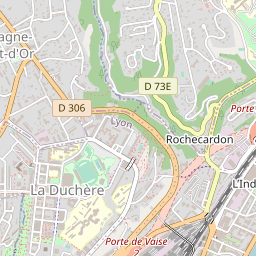 agne-
t-d'Or
D 73E
D 306
Lyon
Porte
Rochecardon
La Duchère
L'Ind
Porte de Vaise